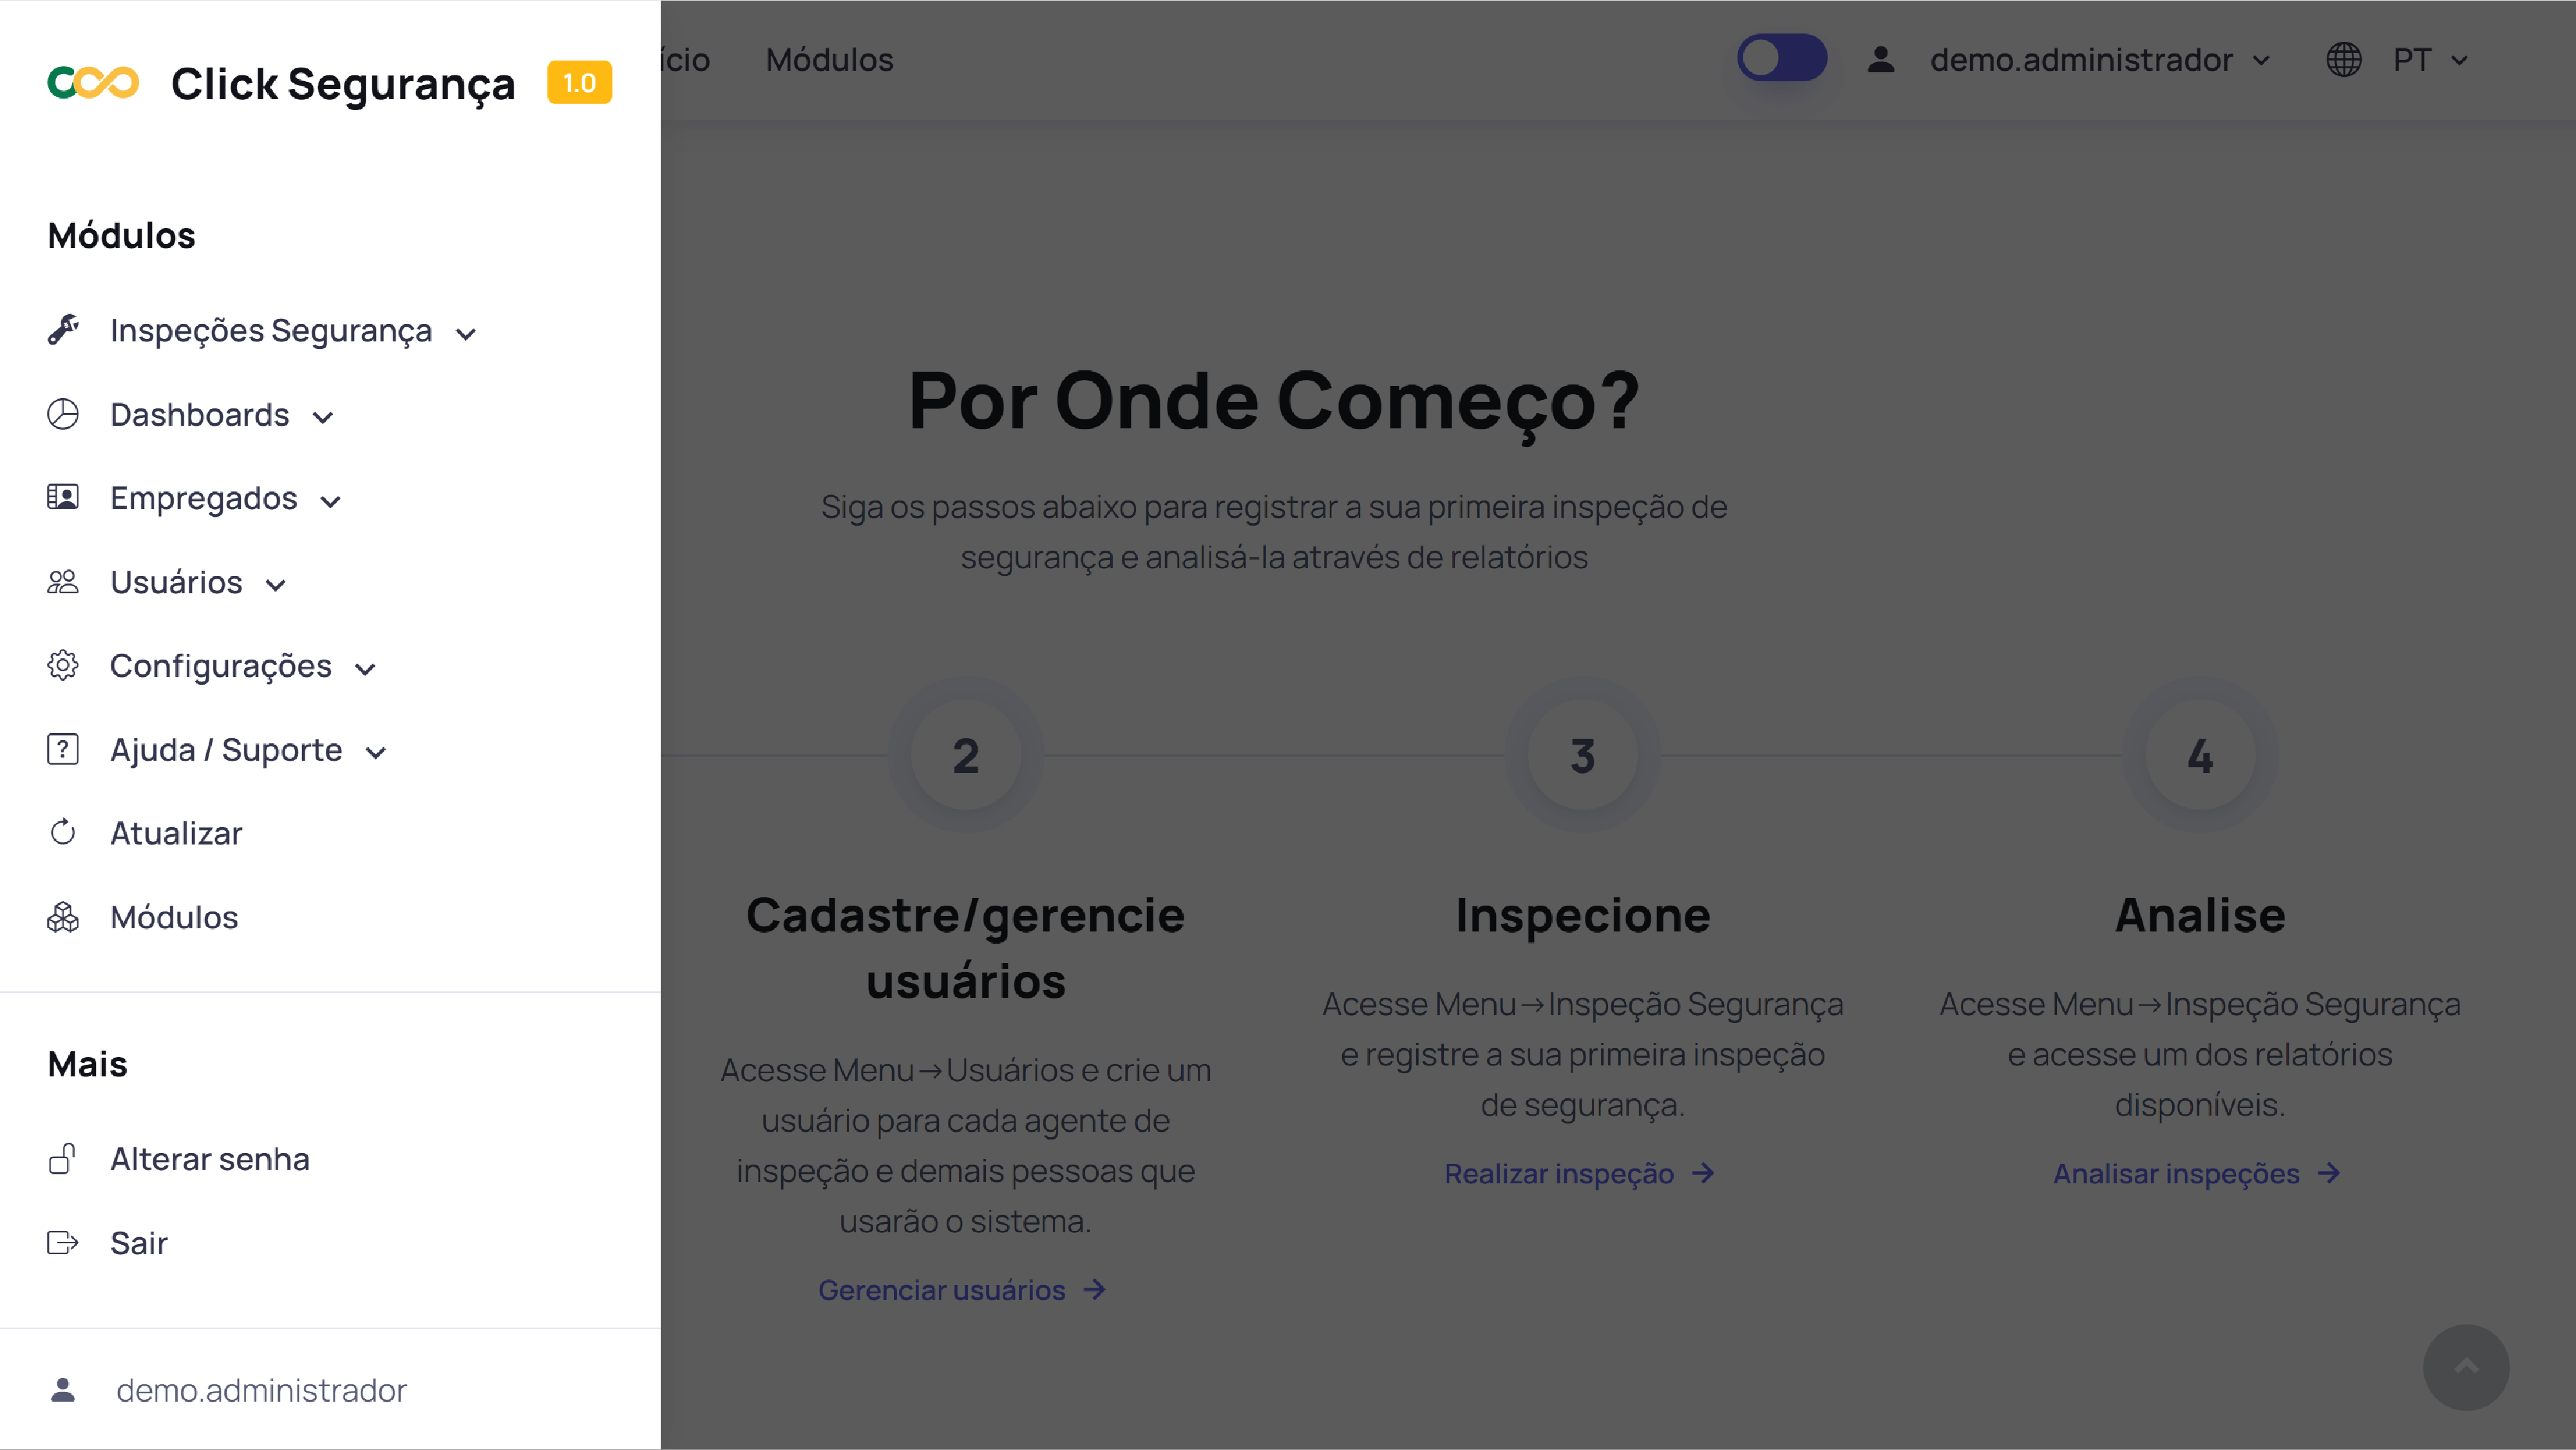 Click Segurança 1.0
Módulos
Inspeções Segurança
Dashboards
Empregados
Usuários
Configurações
Ajuda / Suporte
Atualizar
Módulos
Mais
Alterar senha
Sair
demo.administrador
Módulos
demo.administrador
PT
Por Onde Começo?
Siga os passos abaixo para registrar a sua primeira inspeção de
segurança e analisá-la através de relatórios
2
Cadastre/gerencie
usuários
Acesse Menu→Usuários e crie um
usuário para cada agente de
inspeção e demais pessoas que
usarão o sistema.
Gerenciar usuários →
3
Inspecione
Acesse Menu→Inspeção Segurança
e registre a sua primeira inspeção
de segurança.
Realizar inspeção →
4
Analise
Acesse Menu→Inspeção Segurança
e acesse um dos relatórios
disponíveis.
Analisar inspeções →